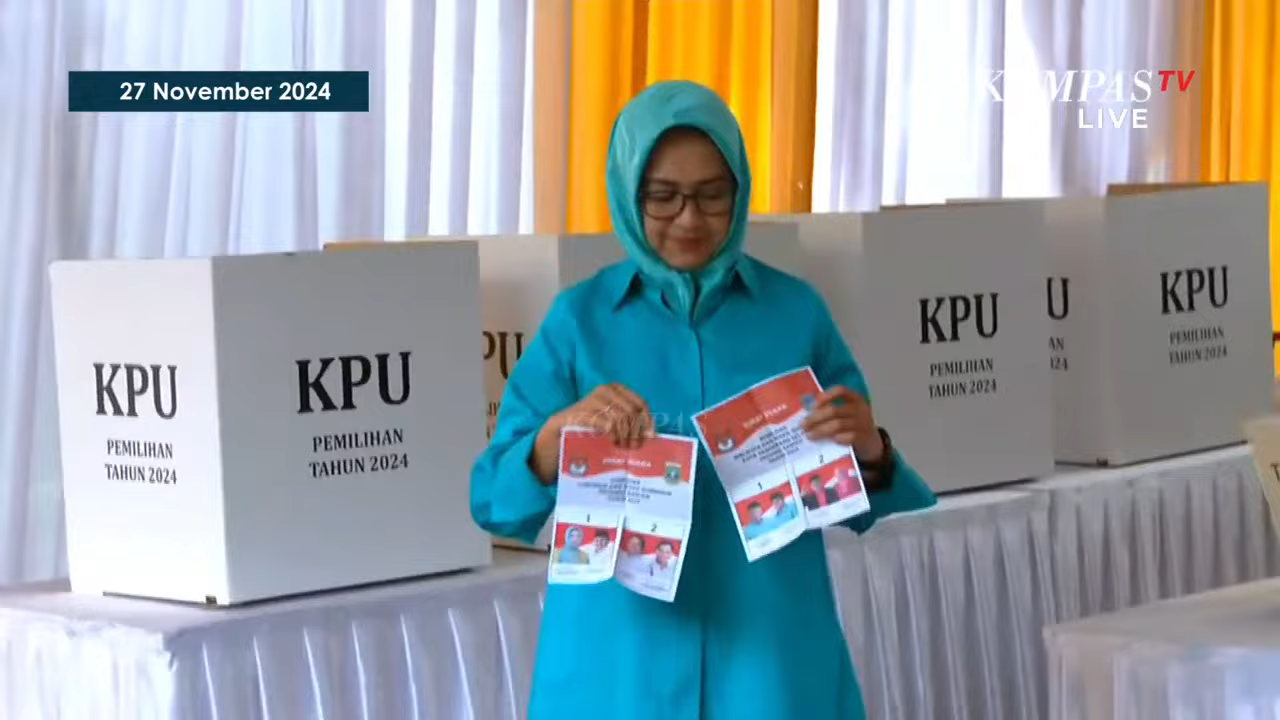 27 November 2024
KOMPAS TV
LIVE
KPU
PEMILIHAN
TAHUN 2024
KPU
PEMILIHAN
TAHUN 2024
KPU
PEMILIHAN
TAHUN 2024
KPU
PEMILIHAN
TAHUN 2024
KOMPAS
SURAT SUARA
1
2
SURAT SUARA
1
2